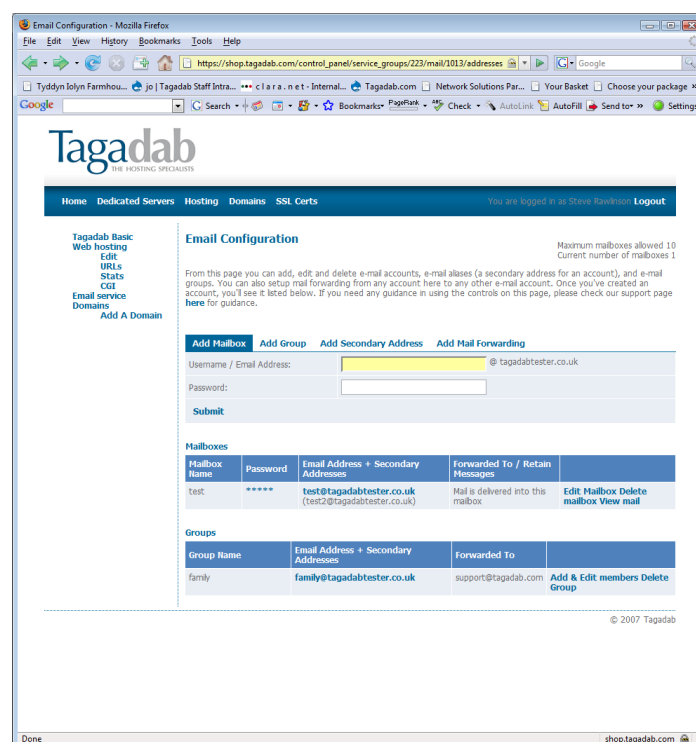 Email Configuration - Mozilla Firefox
File Edit View History Bookmarks Tools Help
https://shop.tagadab.com/control_panel/service_groups/223/mail/1013/addresses
Google
Tyddyn Iolyn Farmhou... jo | Tagadab Staff Intra... c l a r a . n e t - Internal... Tagadab.com Network Solutions Par... Your Basket Choose your package »
Google Search Bookmarks PageRank Check AutoLink AutoFill Send to » Settings
Tagadab
THE HOSTING SPECIALISTS
Home Dedicated Servers Hosting Domains SSL Certs You are logged in as Steve Rawlinson Logout
Tagadab Basic
Web hosting
Edit
URLs
Stats
CGI
Email service
Domains
Add A Domain
Email Configuration
Maximum mailboxes allowed 10
Current number of mailboxes 1
From this page you can add, edit and delete e-mail accounts, e-mail aliases (a secondary address for an account), and e-mail
groups. You can also setup mail forwarding from any account here to any other e-mail account. Once you've created an
account, you'll see it listed below. If you need any guidance in using the controls on this page, please check our support page
here for guidance.
Add Mailbox Add Group Add Secondary Address Add Mail Forwarding
Username / Email Address: @ tagadabtester.co.uk
Password:
Submit
Mailboxes
Mailbox Name Password Email Address + Secondary Addresses Forwarded To / Retain Messages
test ***** test@tagadabtester.co.uk (test2@tagadabtester.co.uk) Mail is delivered into this mailbox Edit Mailbox Delete mailbox View mail
Groups
Group Name Email Address + Secondary Addresses Forwarded To
family family@tagadabtester.co.uk support@tagadab.com Add & Edit members Delete Group
© 2007 Tagadab
Done shop.tagadab.com